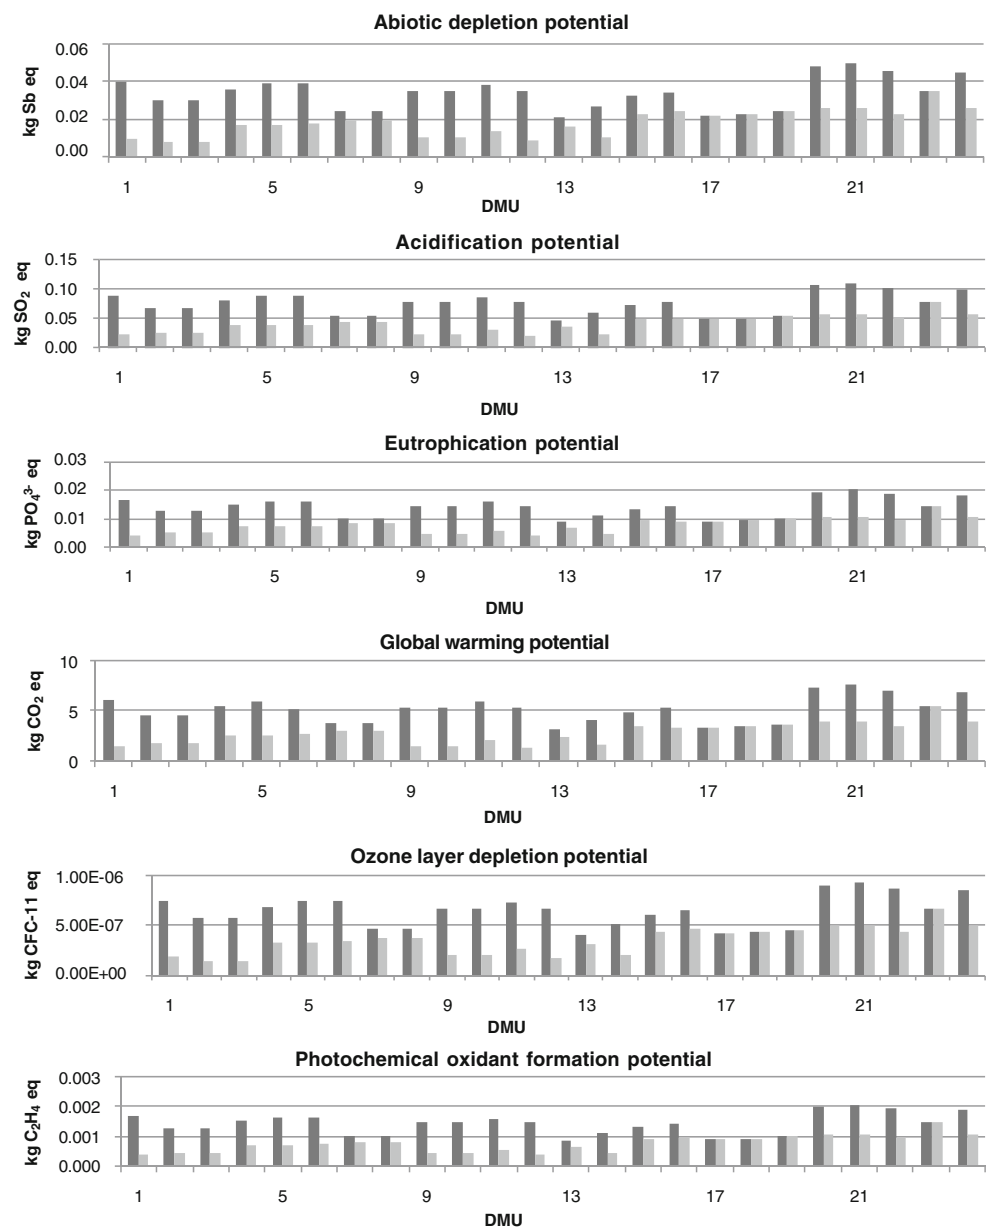 Abiotic depletion potential
kg Sb eq
0.06
0.04
0.02
0.00
1 5 9 13 17 21
DMU
Acidification potential
kg SO₂ eq
0.15
0.10
0.05
0.00
1 5 9 13 17 21
DMU
Eutrophication potential
kg PO₄³⁻ eq
0.03
0.02
0.01
0.00
1 5 9 13 17 21
DMU
Global warming potential
kg CO₂ eq
10
5
0
1 5 9 13 17 21
DMU
Ozone layer depletion potential
kg CFC-11 eq
1.00E-06
5.00E-07
0.00E+00
1 5 9 13 17 21
DMU
Photochemical oxidant formation potential
kg C₂H₄ eq
0.003
0.002
0.001
0.000
1 5 9 13 17 21
DMU